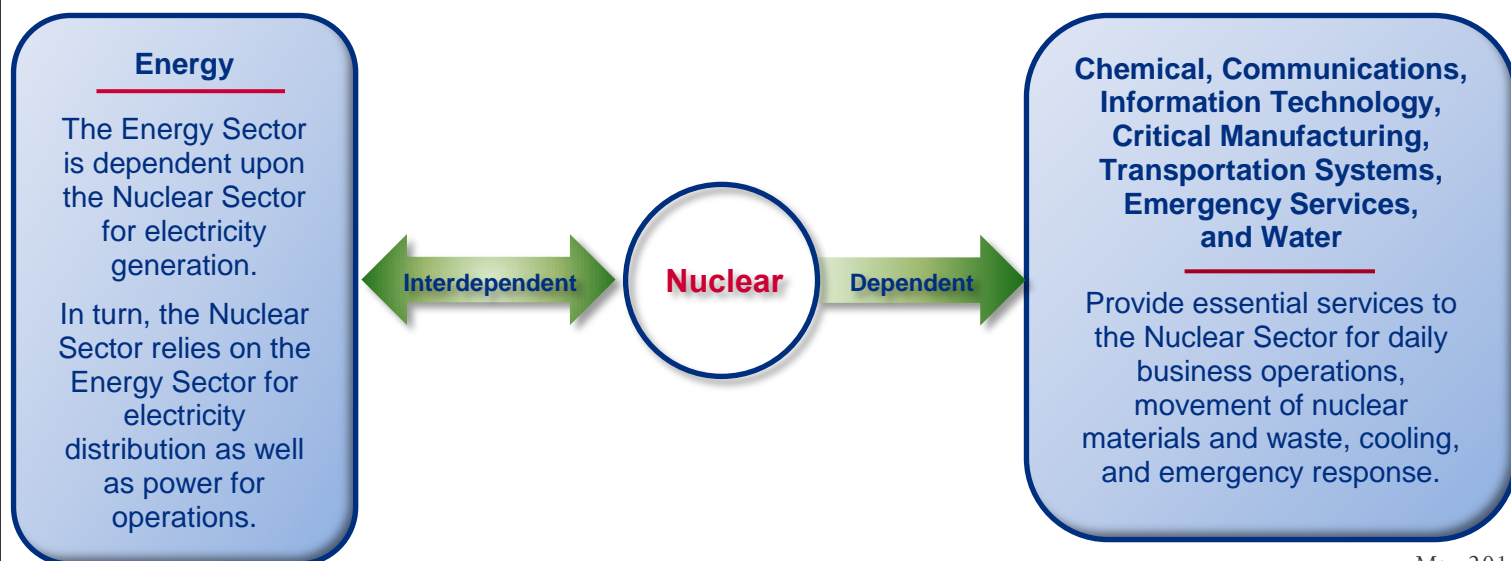 Energy
The Energy Sector
is dependent upon
the Nuclear Sector
for electricity
generation.
In turn, the Nuclear
Sector relies on the
Energy Sector for
electricity
distribution as well
as power for
operations.
Interdependent
Nuclear
Dependent
Chemical, Communications,
Information Technology,
Critical Manufacturing,
Transportation Systems,
Emergency Services,
and Water
Provide essential services to
the Nuclear Sector for daily
business operations,
movement of nuclear
materials and waste, cooling,
and emergency response.